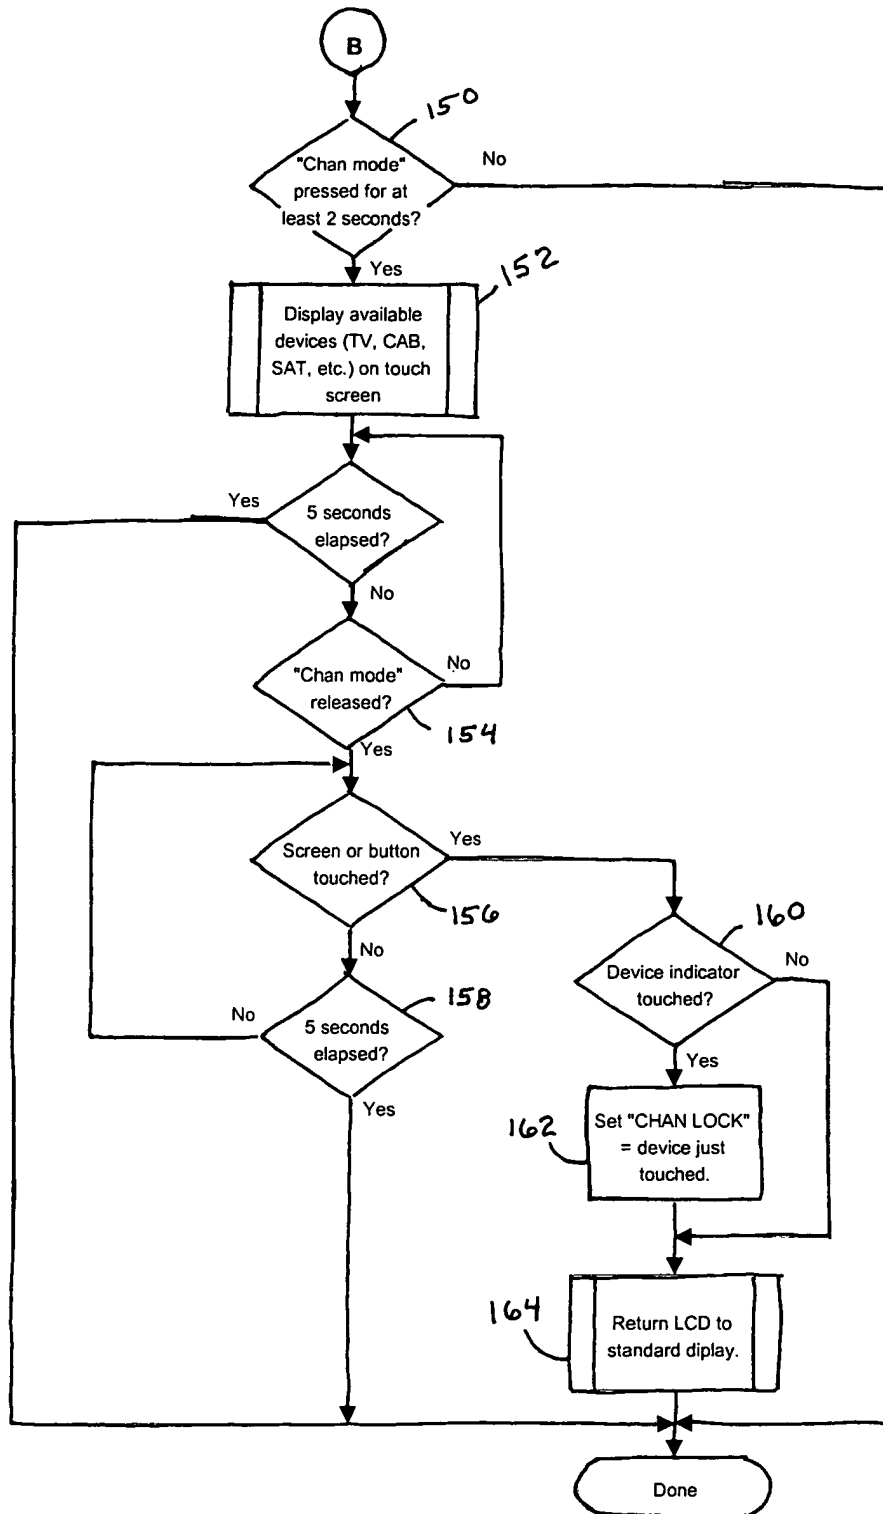 B
150
"Chan mode"
pressed for at
least 2 seconds?
No
Yes
152
Display available
devices (TV, CAB,
SAT, etc.) on touch
screen
Yes
5 seconds
elapsed?
No
"Chan mode"
released?
No
154
Yes
Screen or button
touched?
Yes
156
No
160
Device indicator
touched?
No
158
5 seconds
elapsed?
No
Yes
Yes
162
Set "CHAN LOCK"
= device just
touched.
164
Return LCD to
standard diplay.
Done